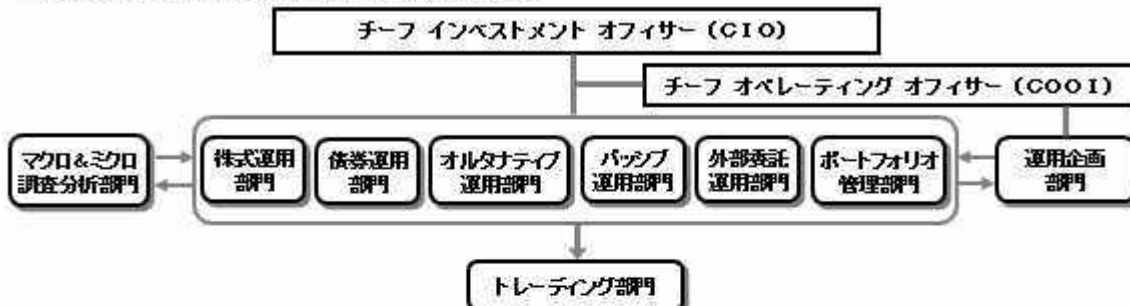 チーフ インベストメント オフィサー (CIO)
チーフ オペレーティング オフィサー (COOI)
マクロ&ミクロ
調査分析部門
株式運用
部門
債券運用
部門
オルタナティブ
運用部門
パッシブ
運用部門
外部委託
運用部門
ポートフォリオ
管理部門
運用企画
部門
トレーディング部門